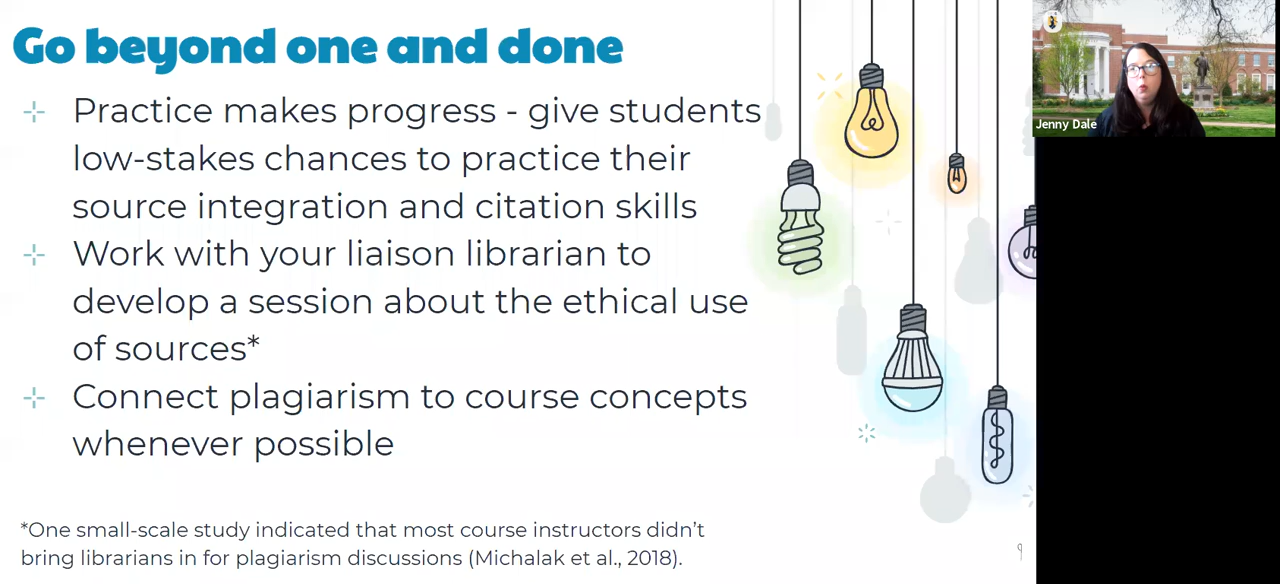 Go beyond one and done
Practice makes progress - give students
low-stakes chances to practice their
source integration and citation skills
Work with your liaison librarian to
develop a session about the ethical use
of sources*
Connect plagiarism to course concepts
whenever possible
*One small-scale study indicated that most course instructors didn't
bring librarians in for plagiarism discussions (Michalak et al., 2018).
9
Jenny Dale